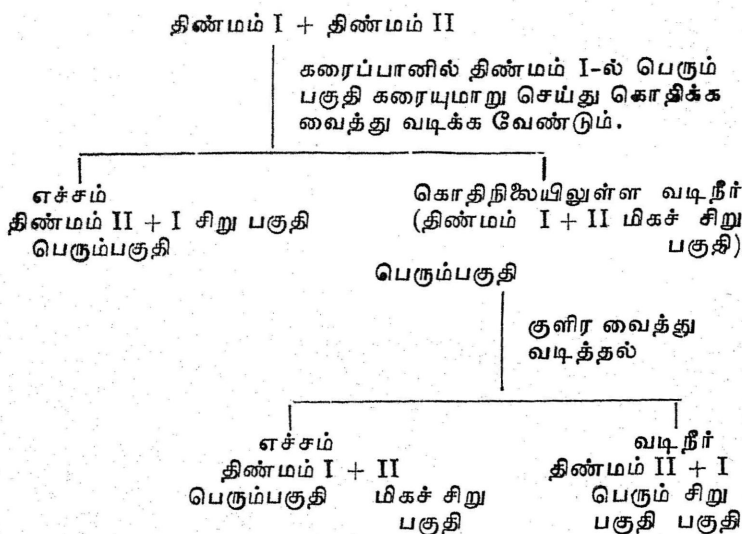 திண்மம் I + திண்மம் II
கரைப்பானில் திண்மம் I-ல் பெரும்
பகுதி கரையுமாறு செய்து கொதிக்க
வைத்து வடிக்க வேண்டும்.
எச்சம்
திண்மம் II + I சிறு பகுதி
பெரும்பகுதி
கொதிநிலையிலுள்ள வடிநீர்
(திண்மம் I + II மிகச் சிறு
பகுதி)
பெரும்பகுதி
குளிர வைத்து
வடித்தல்
எச்சம்
திண்மம் I + II
பெரும்பகுதி மிகச் சிறு
பகுதி
வடிநீர்
திண்மம் II + I
பெரும் சிறு
பகுதி பகுதி